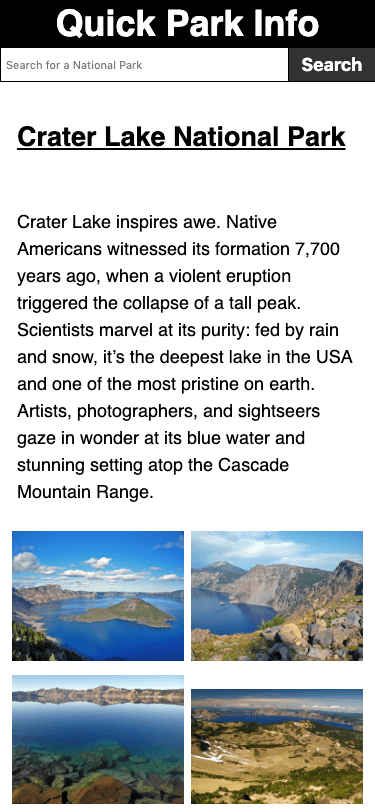 Quick Park Info
Search for a National Park
Search
Crater Lake National Park
Crater Lake inspires awe. Native
Americans witnessed its formation 7,700
years ago, when a violent eruption
triggered the collapse of a tall peak.
Scientists marvel at its purity: fed by rain
and snow, it’s the deepest lake in the USA
and one of the most pristine on earth.
Artists, photographers, and sightseers
gaze in wonder at its blue water and
stunning setting atop the Cascade
Mountain Range.